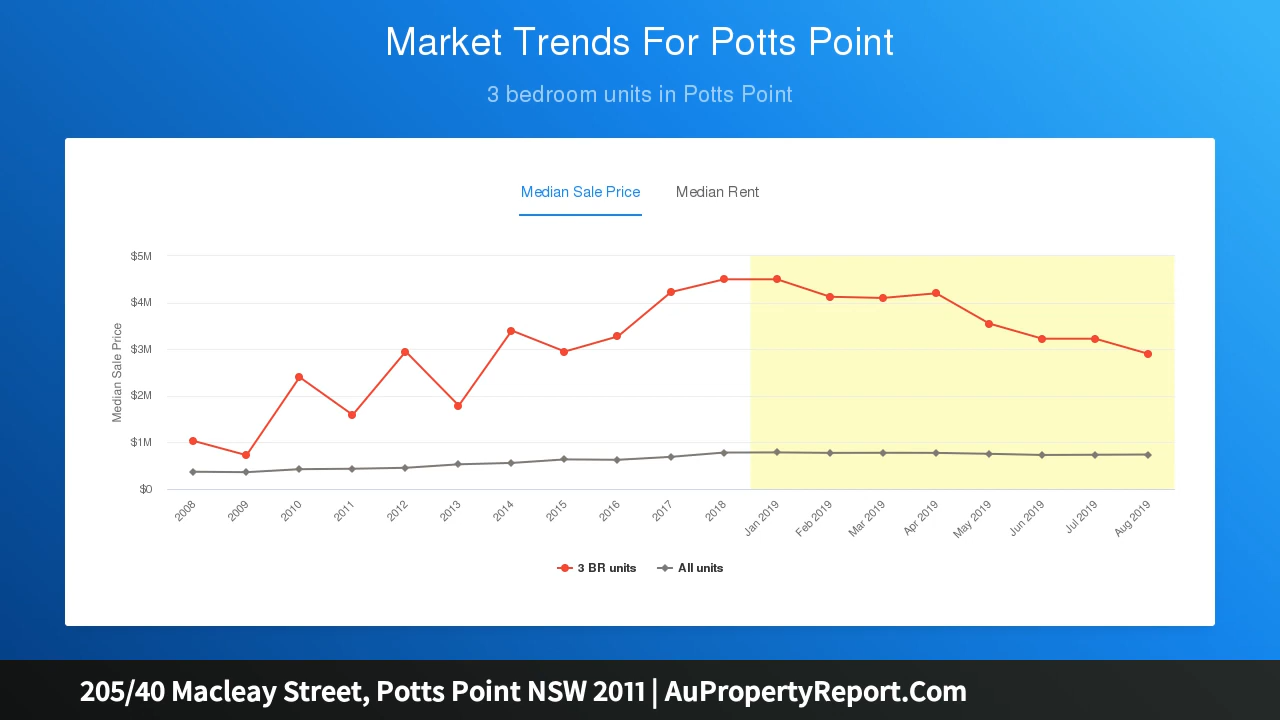 Market Trends For Potts Point
3 bedroom units in Potts Point
Median Sale Price Median Rent
Median Sale Price
$5M
$4M
$3M
$2M
$1M
$0
2008 2009 2010 2011 2012 2013 2014 2015 2016 2017 2018 Jan 2019 Feb 2019 Mar 2019 Apr 2019 May 2019 Jun 2019 Jul 2019 Aug 2019
3 BR units All units
205/40 Macleay Street, Potts Point NSW 2011 | AuPropertyReport.Com